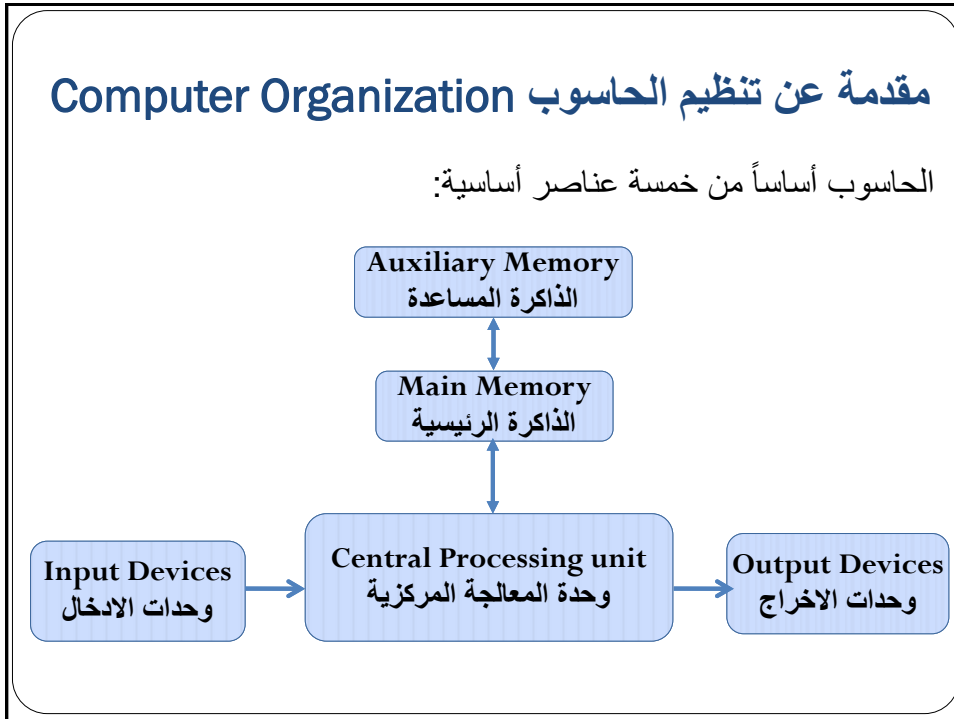 مقدمة عن تنظيم الحاسوب Computer Organization
الحاسوب أساساً من خمسة عناصر أساسية:
Auxiliary Memory
الذاكرة المساعدة
Main Memory
الذاكرة الرئيسية
Input Devices
وحدات الادخال
Central Processing unit
وحدة المعالجة المركزية
Output Devices
وحدات الاخراج